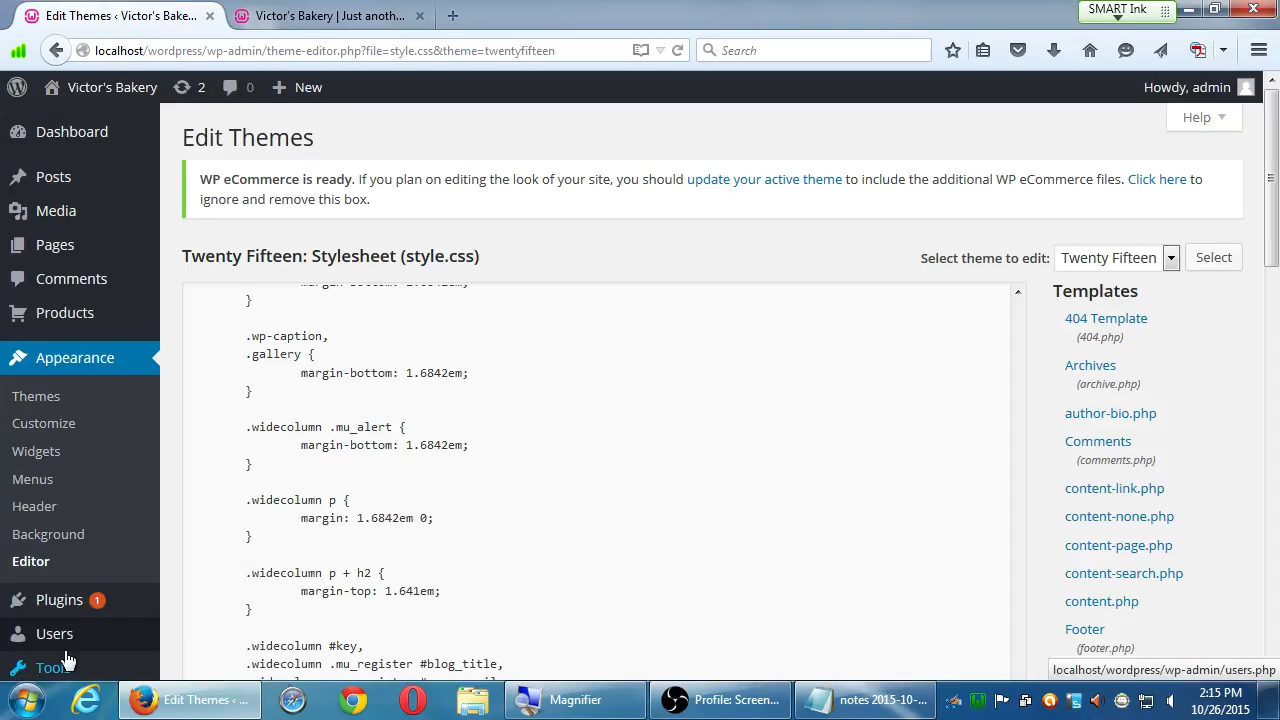 Edit Themes ‹ Victor's Bake...
Victor's Bakery | Just anoth...
SMART Ink
localhost/wordpress/wp-admin/theme-editor.php?file=style.css&theme=twentyfifteen
Search
Victor's Bakery
2
0
New
Howdy, admin
Help
Dashboard
Posts
Media
Pages
Comments
Products
Appearance
Themes
Customize
Widgets
Menus
Header
Background
Editor
Plugins 1
Users
Tools
Edit Themes
WP eCommerce is ready. If you plan on editing the look of your site, you should update your active theme to include the additional WP eCommerce files. Click here to
ignore and remove this box.
Twenty Fifteen: Stylesheet (style.css)
Select theme to edit:
Twenty Fifteen
Select
margin-bottom: 1.6842em;
}
.wp-caption,
.gallery {
margin-bottom: 1.6842em;
}
.widecolumn .mu_alert {
margin-bottom: 1.6842em;
}
.widecolumn p {
margin: 1.6842em 0;
}
.widecolumn p + h2 {
margin-top: 1.641em;
}
.widecolumn #key,
.widecolumn .mu_register #blog_title,
Templates
404 Template
(404.php)
Archives
(archive.php)
author-bio.php
Comments
(comments.php)
content-link.php
content-none.php
content-page.php
content-search.php
content.php
Footer
(footer.php)
localhost/wordpress/wp-admin/users.php
Edit Themes ‹ ...
Magnifier
Profile: Screen...
notes 2015-10-...
2:15 PM
10/26/2015